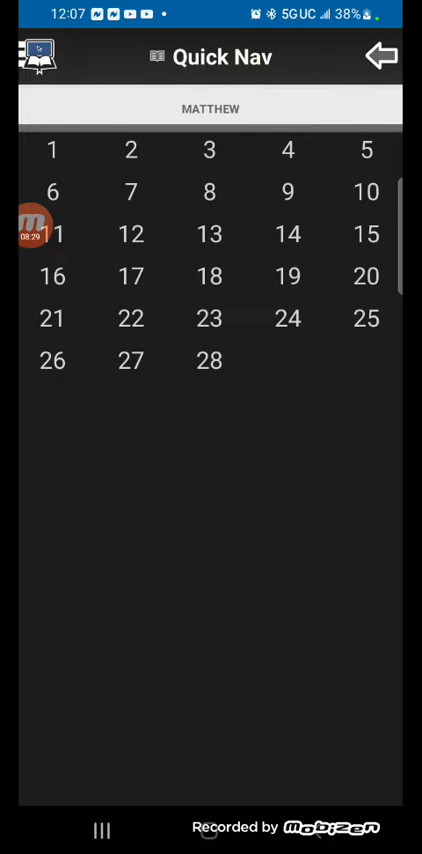 12:07 5G UC 38%
Quick Nav
MATTHEW
1 2 3 4 5
6 7 8 9 10
11 12 13 14 15
08:29
16 17 18 19 20
21 22 23 24 25
26 27 28
Recorded by mobizen